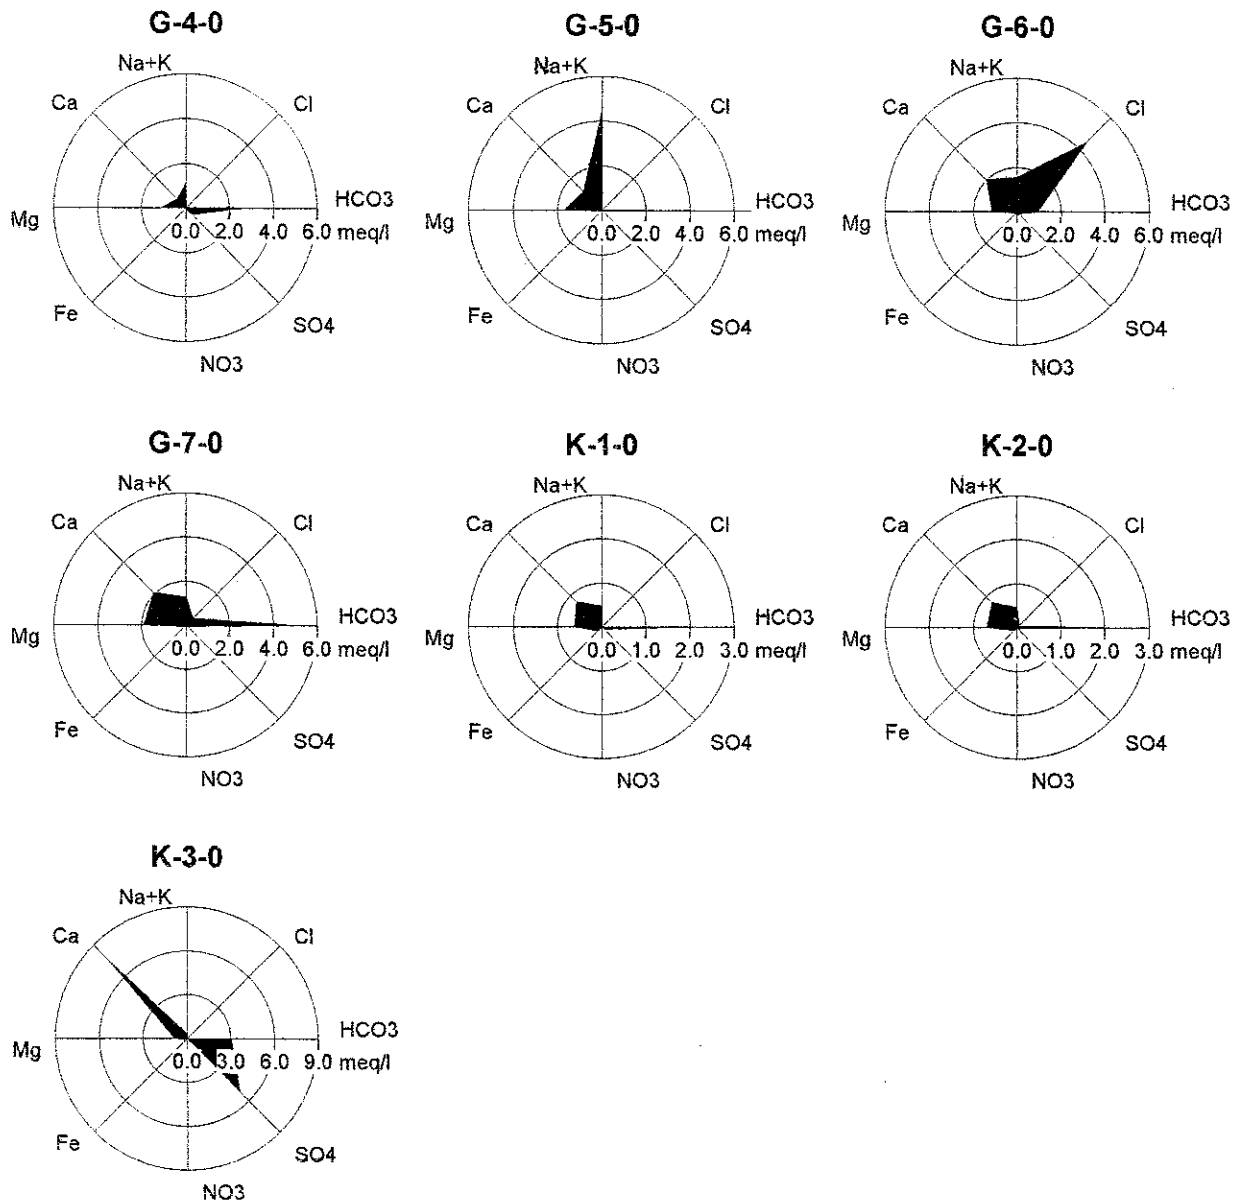 G-4-0
Na+K
Ca
Cl
HCO3
Mg
0.0 2.0 4.0 6.0 meq/l
Fe
SO4
NO3
G-5-0
Na+K
Ca
Cl
HCO3
Mg
0.0 2.0 4.0 6.0 meq/l
Fe
SO4
NO3
G-6-0
Na+K
Ca
Cl
HCO3
Mg
0.0 2.0 4.0 6.0 meq/l
Fe
SO4
NO3
G-7-0
Na+K
Ca
Cl
HCO3
Mg
0.0 2.0 4.0 6.0 meq/l
Fe
SO4
NO3
K-1-0
Na+K
Ca
Cl
HCO3
Mg
0.0 1.0 2.0 3.0 meq/l
Fe
SO4
NO3
K-2-0
Na+K
Ca
Cl
HCO3
Mg
0.0 1.0 2.0 3.0 meq/l
Fe
SO4
NO3
K-3-0
Na+K
Ca
Cl
HCO3
Mg
0.0 3.0 6.0 9.0 meq/l
Fe
SO4
NO3